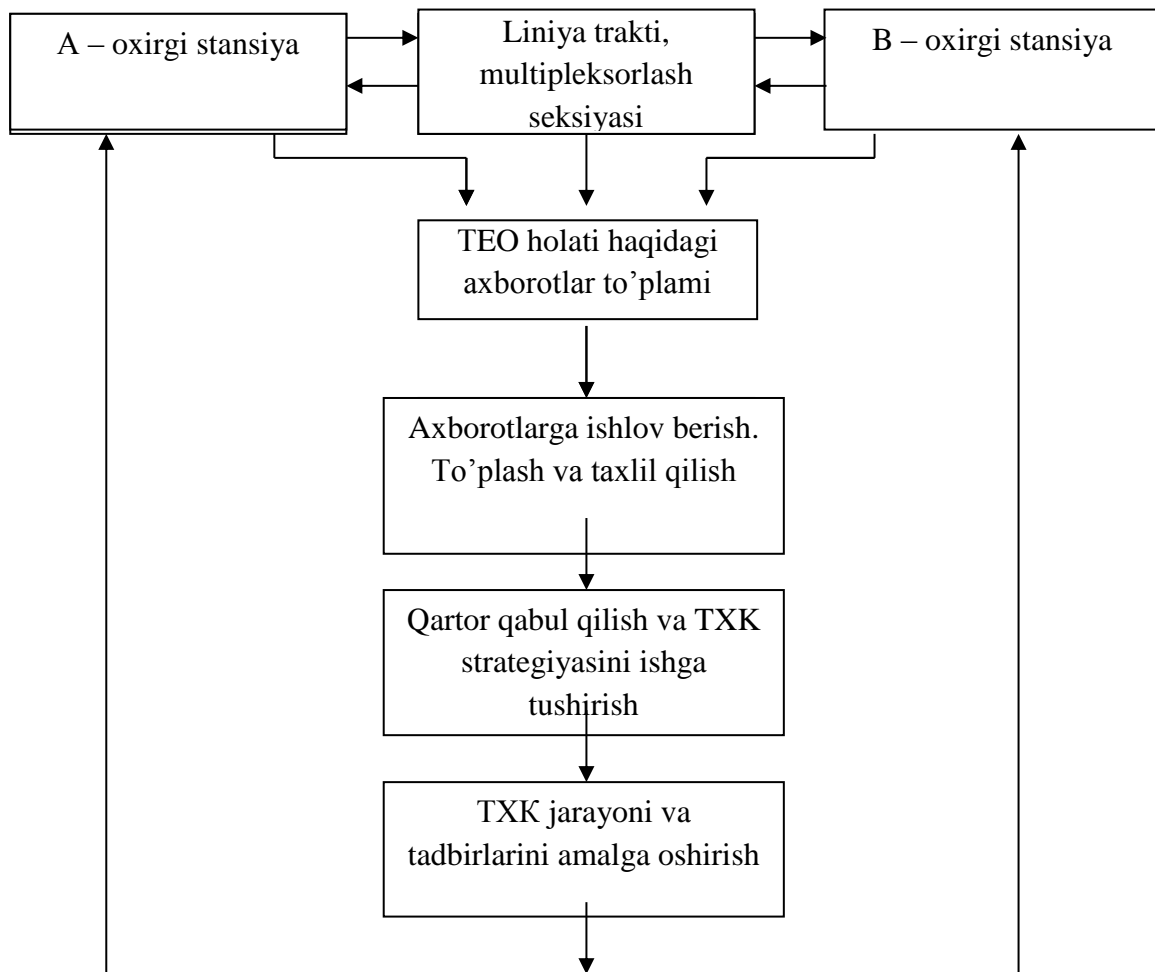 A – oxirgi stansiya
Liniya trakti,
multipleksorlash
seksiyasi
B – oxirgi stansiya
TEO holati haqidagi
axborotlar to’plami
Axborotlarga ishlov berish.
To’plash va taxlil qilish
Qartor qabul qilish va TXK
strategiyasini ishga
tushirish
TXK jarayoni va
tadbirlarini amalga oshirish